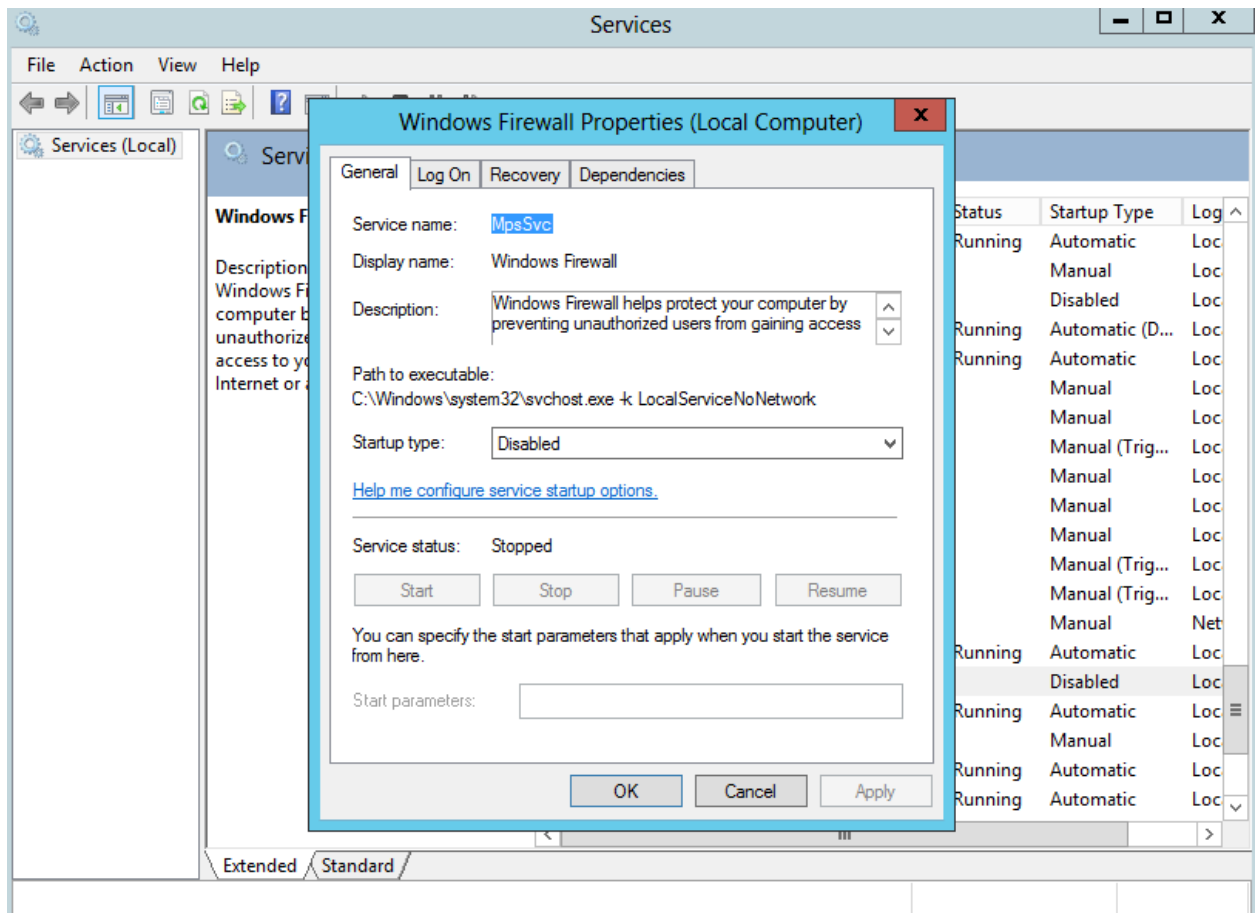 Services
File Action View Help
Services (Local)
Servi
Windows F
Description
Windows Fi
computer b
unauthorize
access to yo
Internet or a
Windows Firewall Properties (Local Computer)
x
General Log On Recovery Dependencies
Service name: MpsSvc
Display name: Windows Firewall
Description: Windows Firewall helps protect your computer by
preventing unauthorized users from gaining access
Path to executable:
C:\Windows\system32\svchost.exe -k LocalServiceNoNetwork
Startup type: Disabled
Help me configure service startup options.
Service status: Stopped
Start Stop Pause Resume
You can specify the start parameters that apply when you start the service
from here.
Start parameters:
OK Cancel Apply
Status Startup Type Log
Running Automatic Loc
Manual Loc
Disabled Loc
Running Automatic (D... Loc
Running Automatic Loc
Manual Loc
Manual Loc
Manual (Trig... Loc
Manual Loc
Manual Loc
Manual Loc
Manual (Trig... Loc
Manual (Trig... Loc
Manual Net
Running Automatic Loc
Disabled Loc
Running Automatic Loc
Manual Loc
Running Automatic Loc
Running Automatic Loc
Extended Standard